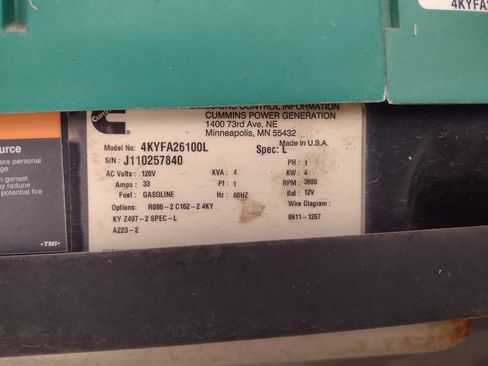 4KYFA2
EMISSIONS CONTROL INFORMATION
CUMMINS POWER GENERATION
1400 73rd Ave. NE
Minneapolis, MN 55432
Made in U.S.A.
Model No: 4KYFA26100L Spec: L
S/N : J110257840 PH : 1
AC Volts : 120V KVA : 4 KW : 4
Amps : 33 Pf : 1 RPM : 3600
Fuel : GASOLINE Hz : 60HZ Bat : 12V
Options: R086-2 C162-2 4KY Wire Diagram :
KY Z497-2 SPEC-L 0611-1267
A223-2
ource
ere personal
ge.
n genset
y reduce
potential fire
-TMI-